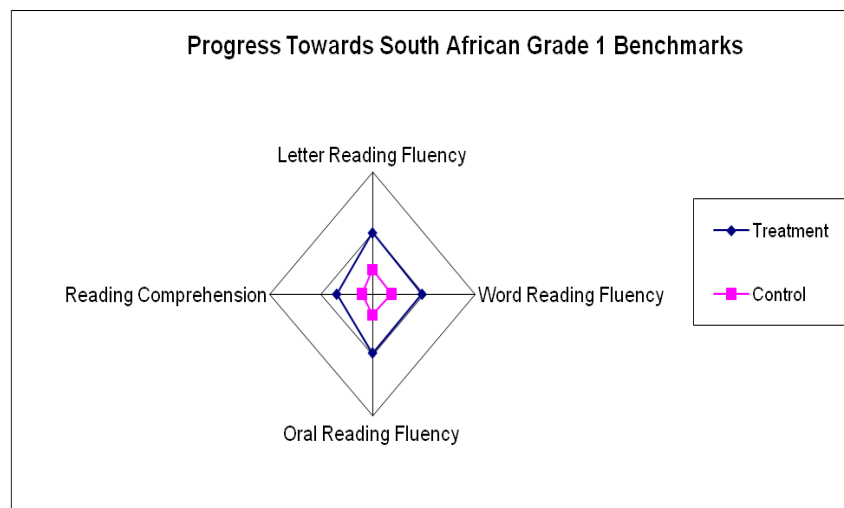 Progress Towards South African Grade 1 Benchmarks
Letter Reading Fluency
Treatment
Reading Comprehension
Word Reading Fluency
Control
Oral Reading Fluency